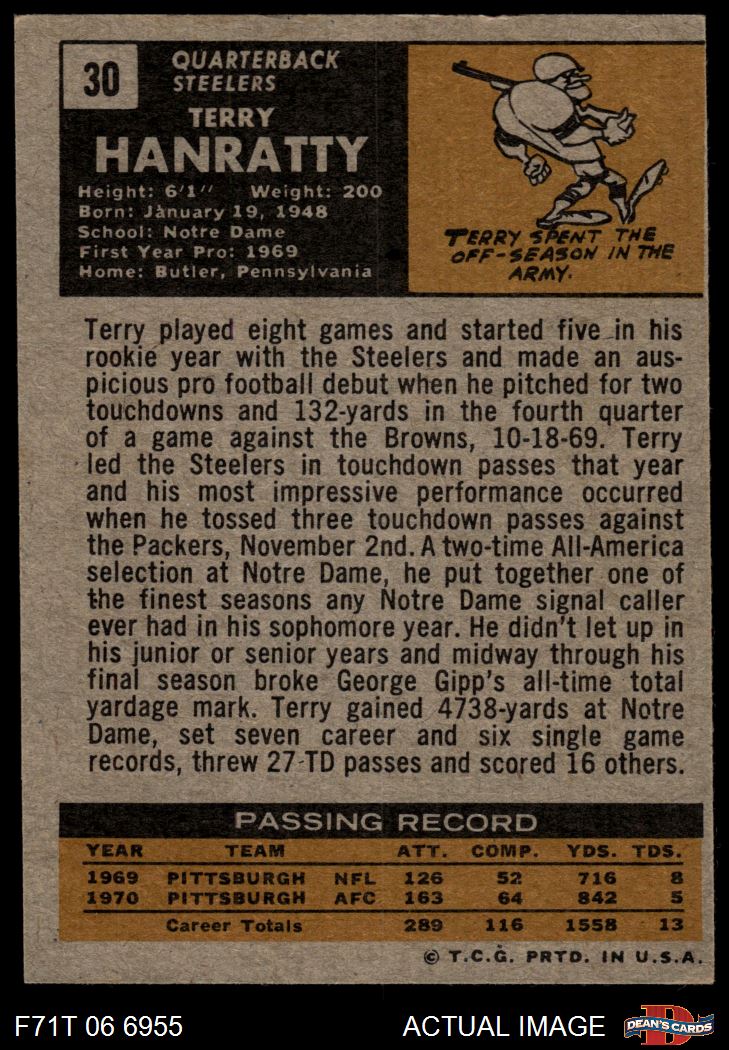 30
QUARTERBACK
STEELERS
TERRY
HANRATTY
Height: 6'1" Weight: 200
Born: January 19, 1948
School: Notre Dame
First Year Pro: 1969
Home: Butler, Pennsylvania
TERRY SPENT THE
OFF-SEASON IN THE
ARMY.
Terry played eight games and started five in his
rookie year with the Steelers and made an aus-
picious pro football debut when he pitched for two
touchdowns and 132-yards in the fourth quarter
of a game against the Browns, 10-18-69. Terry
led the Steelers in touchdown passes that year
and his most impressive performance occurred
when he tossed three touchdown passes against
the Packers, November 2nd. A two-time All-America
selection at Notre Dame, he put together one of
the finest seasons any Notre Dame signal caller
ever had in his sophomore year. He didn't let up in
his junior or senior years and midway through his
final season broke George Gipp's all-time total
yardage mark. Terry gained 4738-yards at Notre
Dame, set seven career and six single game
records, threw 27-TD passes and scored 16 others.
PASSING RECORD
YEAR TEAM ATT. COMP. YDS. TDS.
1969 PITTSBURGH NFL 126 52 716 8
1970 PITTSBURGH AFC 163 64 842 5
Career Totals 289 116 1558 13
© T.C.G. PRTD. IN U.S.A.
F71T 06 6955 ACTUAL IMAGE
D
DEAN'S CARDS